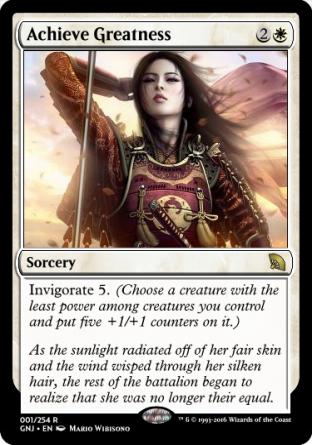 Achieve Greatness 2
Sorcery
Invigorate 5. (Choose a creature with the
least power among creatures you control
and put five +1/+1 counters on it.)
As the sunlight radiated off of her fair skin
and the wind wisped through her silken
hair, the rest of the battalion began to
realize that she was no longer their equal.
001/254 R
GNJ • EN MARIO WIBISONO
™ & © 1993-2016 Wizards of the Coast